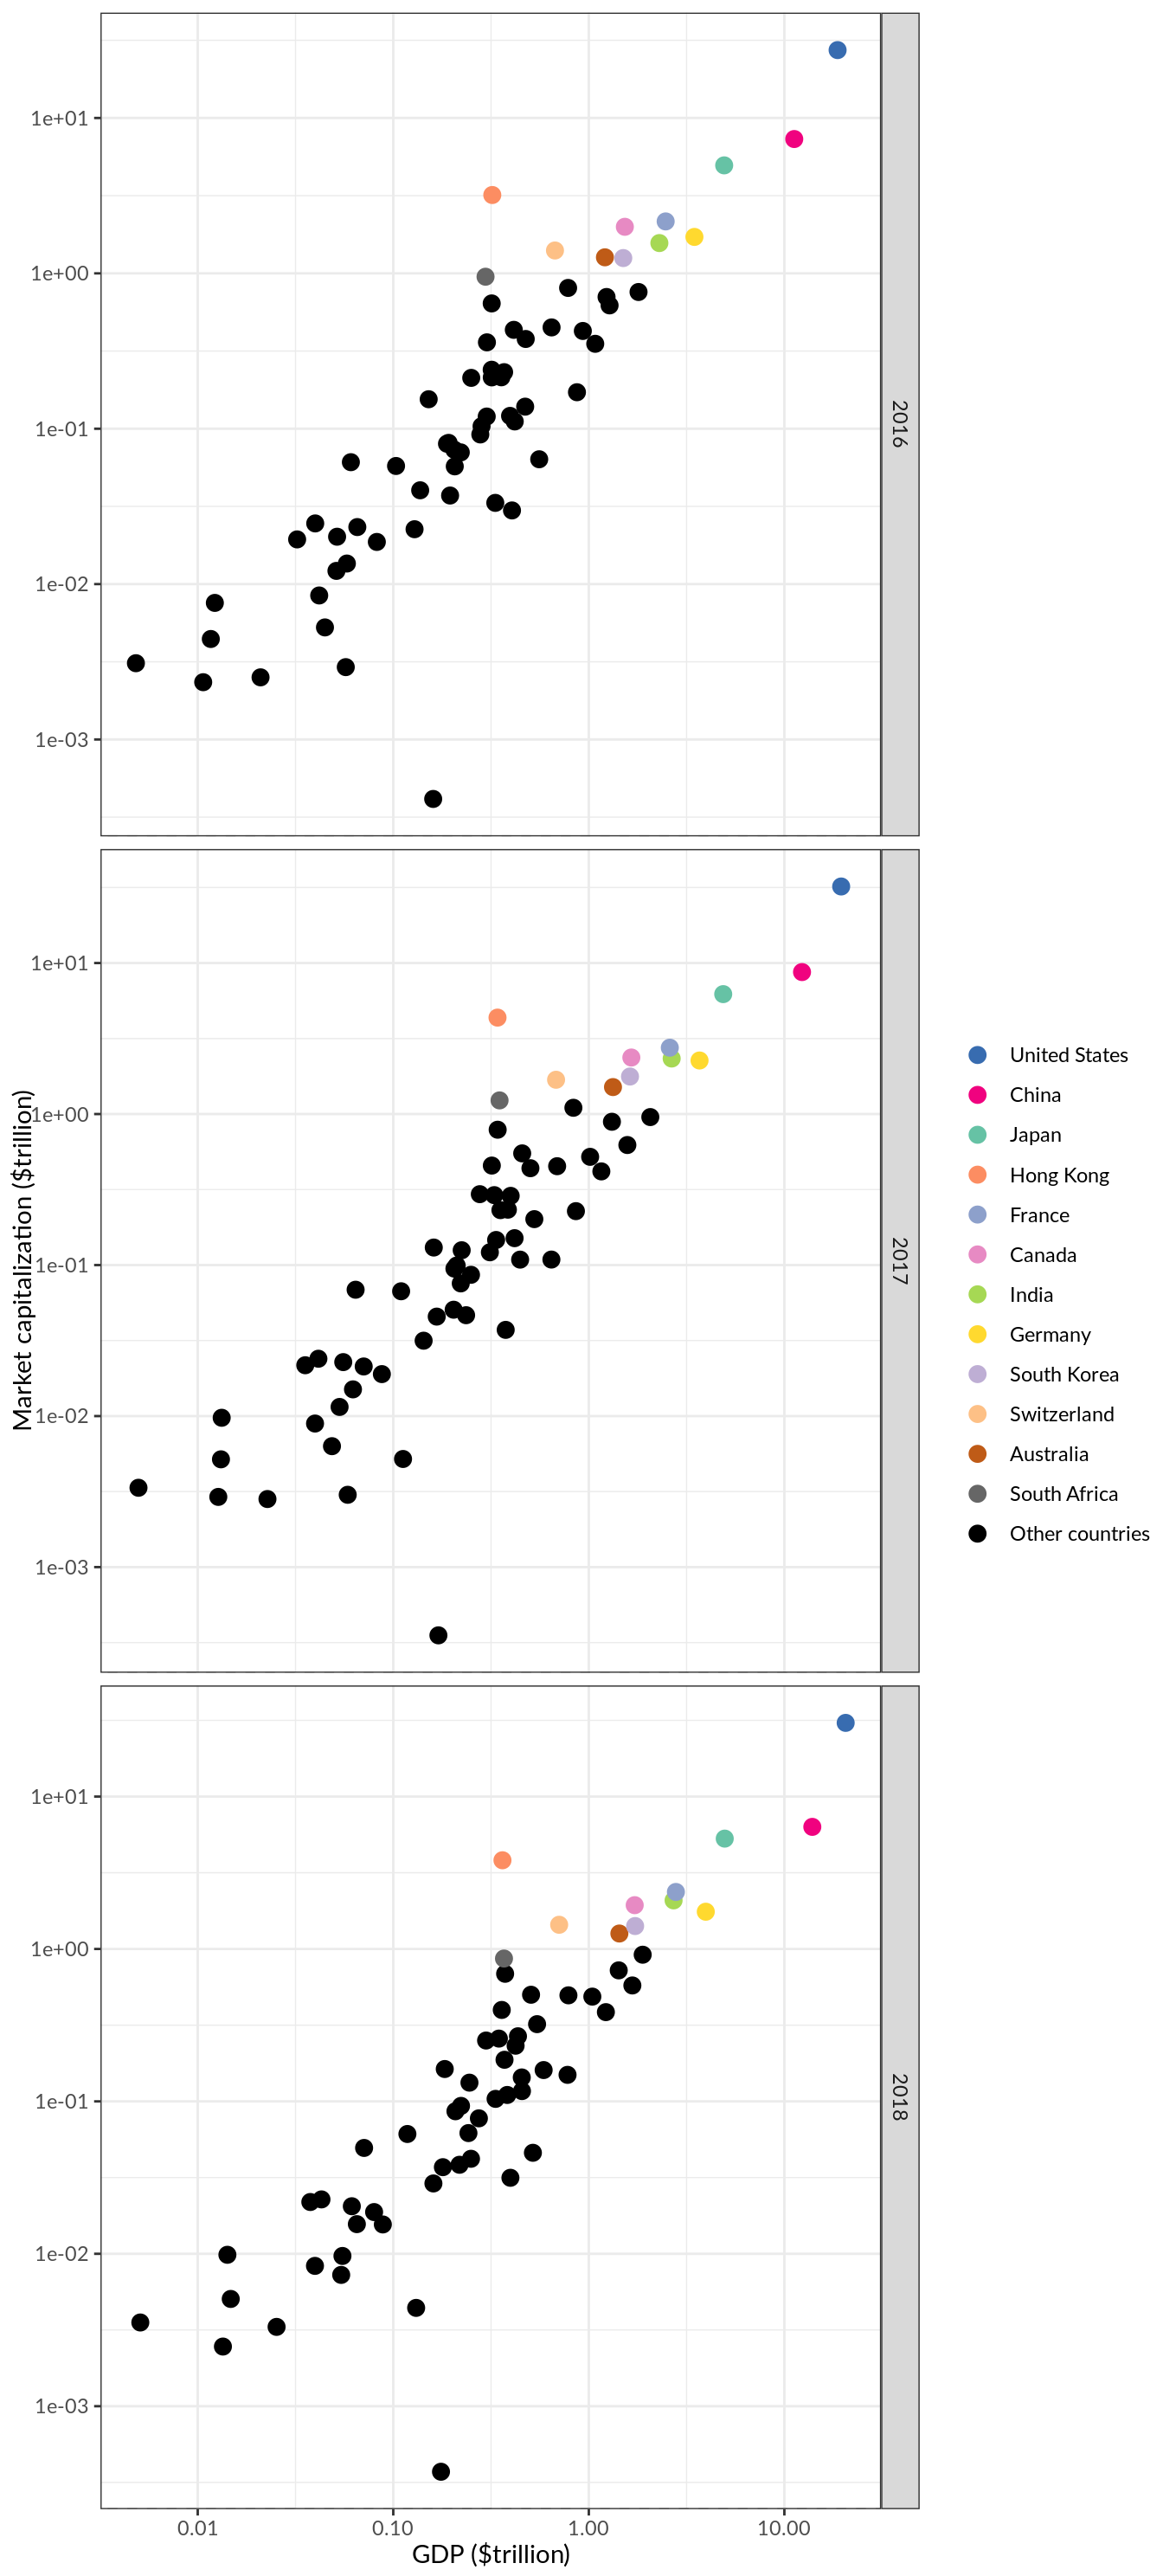 1e+01
1e+00
1e-01
1e-02
1e-03
2016
1e+01
1e+00
1e-01
1e-02
1e-03
2017
1e+01
1e+00
1e-01
1e-02
1e-03
2018
0.01 0.10 1.00 10.00
GDP ($trillion)
Market capitalization ($trillion)
United States
China
Japan
Hong Kong
France
Canada
India
Germany
South Korea
Switzerland
Australia
South Africa
Other countries